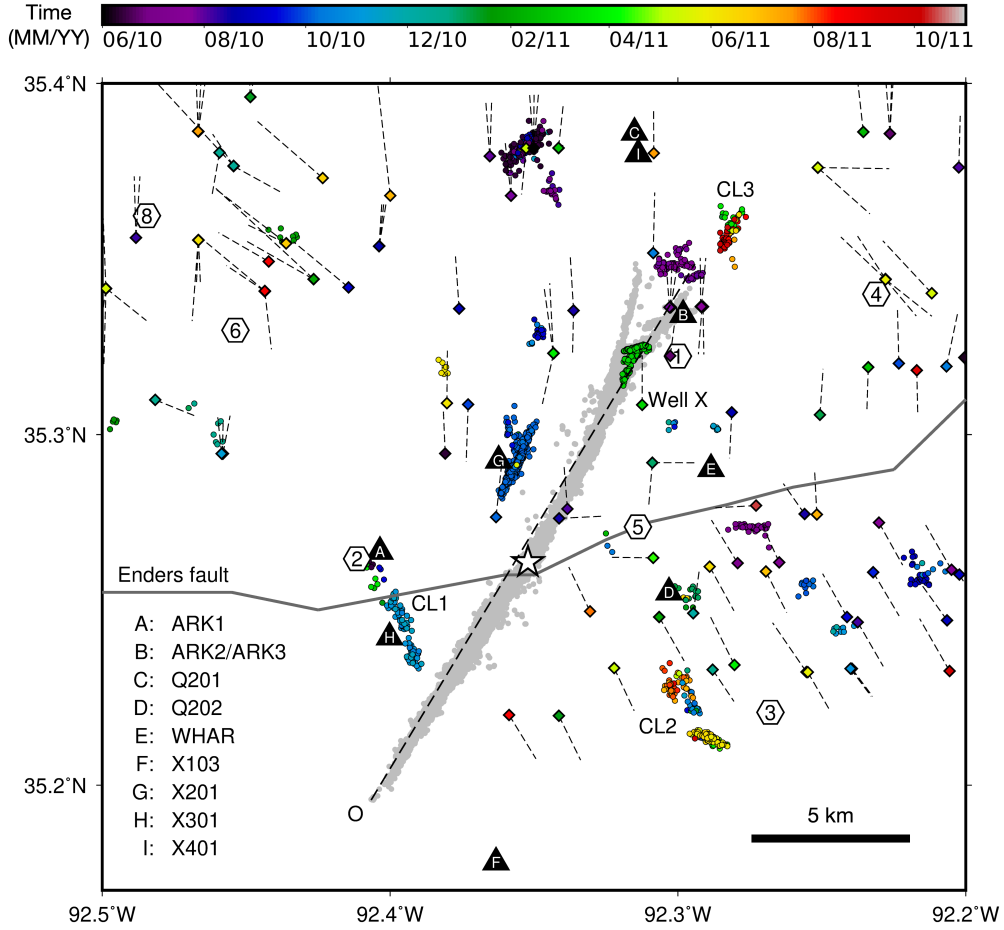 Time
(MM/YY)
06/10 08/10 10/10 12/10 02/11 04/11 06/11 08/11 10/11
35.4°N
C
I
CL3
8
4
B
6
1
Well X
35.3°N
G
E
5
A
2
Enders fault
D
CL1
H
A: ARK1
B: ARK2/ARK3
C: Q201
D: Q202
E: WHAR
F: X103
G: X201
H: X301
I: X401
3
CL2
35.2°N
O
5 km
F
92.5°W 92.4°W 92.3°W 92.2°W